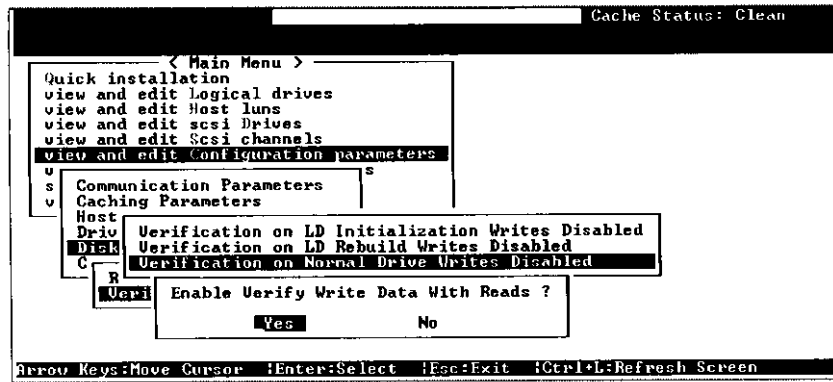 Cache Status: Clean
< Main Menu >
Quick installation
view and edit Logical drives
view and edit Host luns
view and edit scsi Drives
view and edit Scsi channels
view and edit Configuration parameters
v s
s Communication Parameters
v Caching Parameters
Host
Driv Verification on LD Initialization Writes Disabled
Disk Verification on LD Rebuild Writes Disabled
C Verification on Normal Drive Writes Disabled
R
Veri Enable Verify Write Data With Reads ?
Yes No
Arrow Keys:Move Cursor |Enter:Select |Esc:Exit |Ctrl+L:Refresh Screen